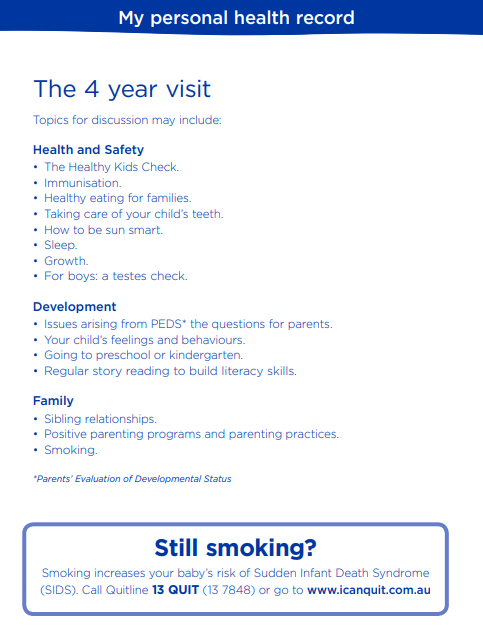 My personal health record
The 4 year visit
Topics for discussion may include:
Health and Safety
• The Healthy Kids Check.
• Immunisation.
• Healthy eating for families.
• Taking care of your child's teeth.
• How to be sun smart.
• Sleep.
• Growth.
• For boys: a testes check.
Development
• Issues arising from PEDS* the questions for parents.
• Your child's feelings and behaviours.
• Going to preschool or kindergarten.
• Regular story reading to build literacy skills.
Family
• Sibling relationships.
• Positive parenting programs and parenting practices.
• Smoking.
*Parents' Evaluation of Developmental Status
Still smoking?
Smoking increases your baby's risk of Sudden Infant Death Syndrome
(SIDS). Call Quitline 13 QUIT (13 7848) or go to www.icanquit.com.au